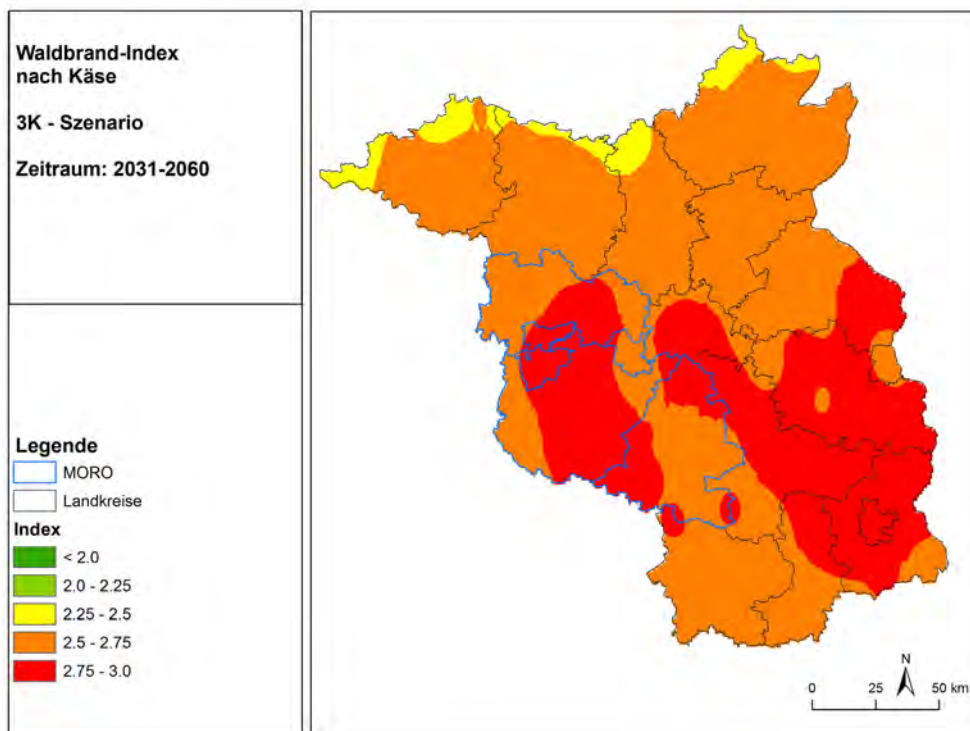 Waldbrand-Index
nach Käse
3K - Szenario
Zeitraum: 2031-2060
Legende
MORO
Landkreise
Index
< 2.0
2.0 - 2.25
2.25 - 2.5
2.5 - 2.75
2.75 - 3.0
N
0 25 50 km